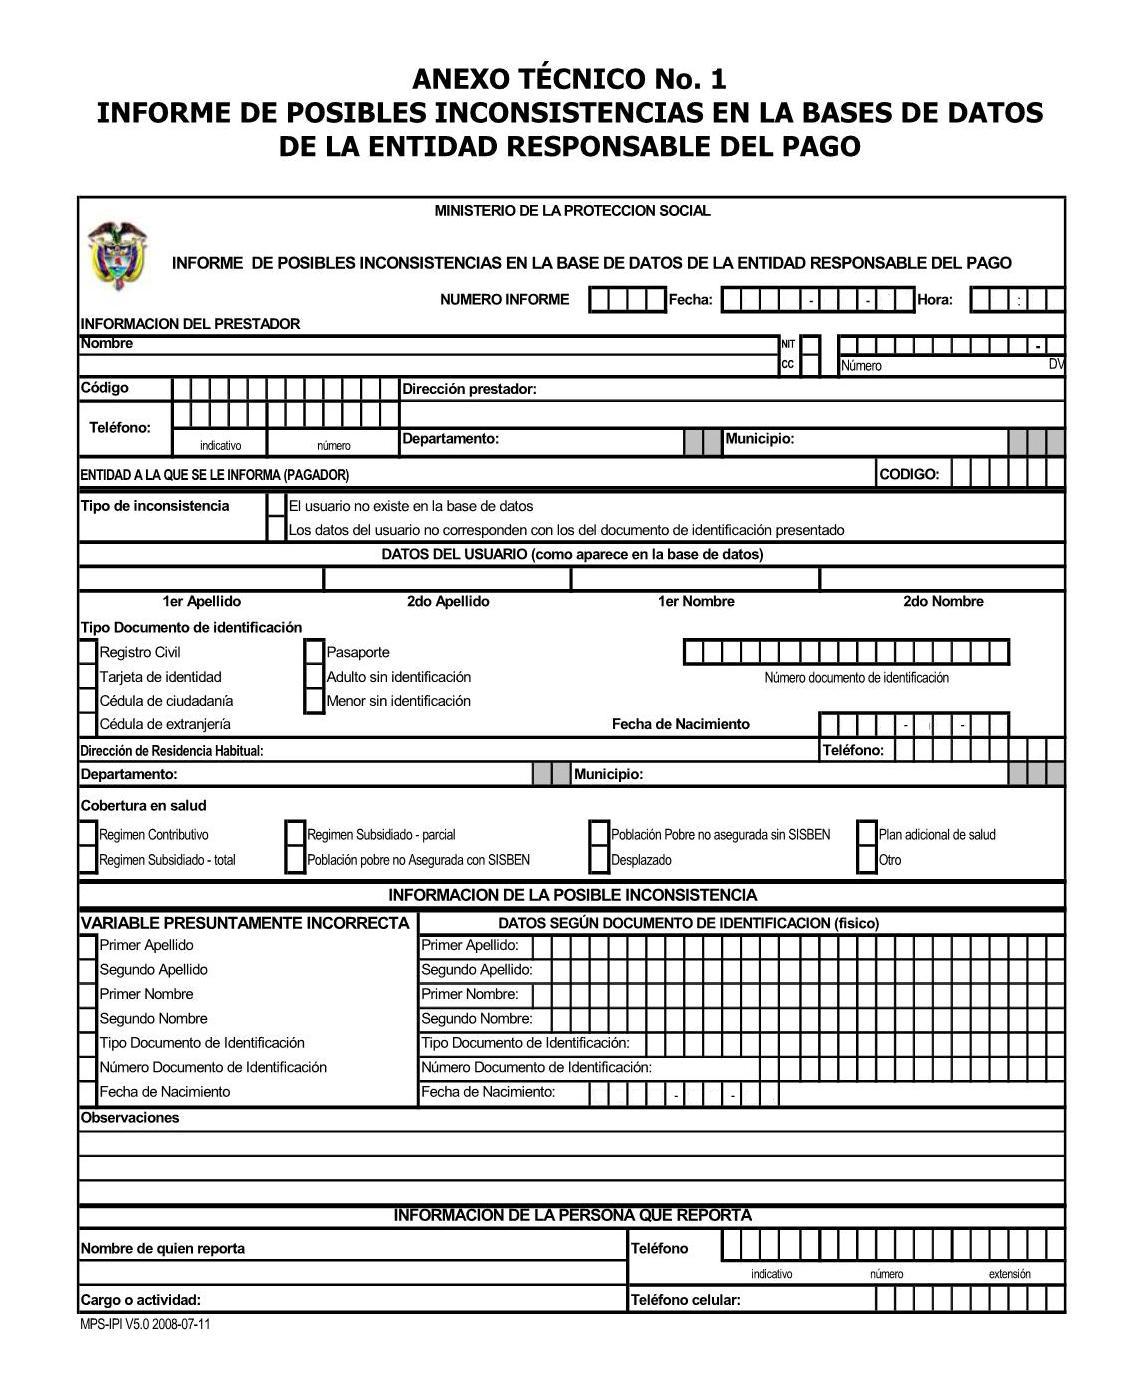 ANEXO TÉCNICO No. 1
INFORME DE POSIBLES INCONSISTENCIAS EN LA BASES DE DATOS
DE LA ENTIDAD RESPONSABLE DEL PAGO
MINISTERIO DE LA PROTECCION SOCIAL
INFORME DE POSIBLES INCONSISTENCIAS EN LA BASE DE DATOS DE LA ENTIDAD RESPONSABLE DEL PAGO
NUMERO INFORME Fecha: - - Hora: :
INFORMACION DEL PRESTADOR
Nombre NIT -
CC Número DV
Código Dirección prestador:
Teléfono:
indicativo número Departamento: Municipio:
ENTIDAD A LA QUE SE LE INFORMA (PAGADOR) CODIGO:
Tipo de inconsistencia El usuario no existe en la base de datos
Los datos del usuario no corresponden con los del documento de identificación presentado
DATOS DEL USUARIO (como aparece en la base de datos)
1er Apellido 2do Apellido 1er Nombre 2do Nombre
Tipo Documento de identificación
Registro Civil Pasaporte
Tarjeta de identidad Adulto sin identificación Número documento de identificación
Cédula de ciudadanía Menor sin identificación
Cédula de extranjería Fecha de Nacimiento - -
Dirección de Residencia Habitual: Teléfono:
Departamento: Municipio:
Cobertura en salud
Regimen Contributivo Regimen Subsidiado - parcial Población Pobre no asegurada sin SISBEN Plan adicional de salud
Regimen Subsidiado - total Población pobre no Asegurada con SISBEN Desplazado Otro
INFORMACION DE LA POSIBLE INCONSISTENCIA
VARIABLE PRESUNTAMENTE INCORRECTA DATOS SEGÚN DOCUMENTO DE IDENTIFICACION (fisico)
Primer Apellido Primer Apellido:
Segundo Apellido Segundo Apellido:
Primer Nombre Primer Nombre:
Segundo Nombre Segundo Nombre:
Tipo Documento de Identificación Tipo Documento de Identificación:
Número Documento de Identificación Número Documento de Identificación:
Fecha de Nacimiento Fecha de Nacimiento: - -
Observaciones
INFORMACION DE LA PERSONA QUE REPORTA
Nombre de quien reporta Teléfono
indicativo número extensión
Cargo o actividad: Teléfono celular:
MPS-IPI V5.0 2008-07-11